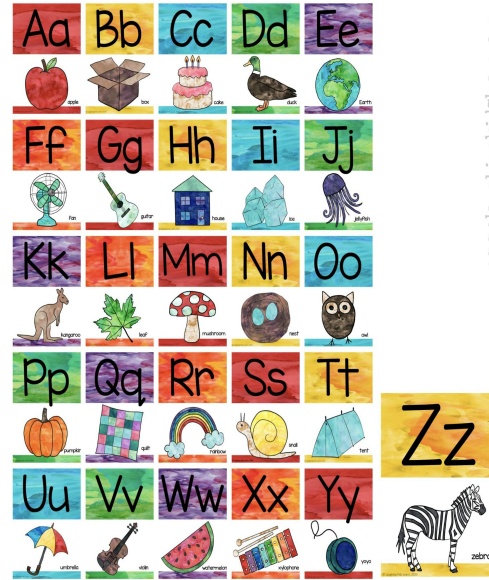 Aa Bb Cc Dd Ee
apple box cake duck Earth
Ff Gg Hh Ii Jj
fan guitar house ice jellyfish
Kk Ll Mm Nn Oo
kangaroo leaf mushroom nest owl
Pp Qq Rr Ss Tt
pumpkin quilt rainbow snail tent
Zz
Uu Vv Ww Xx Yy
umbrella violin watermelon xylophone yoyo
zebra